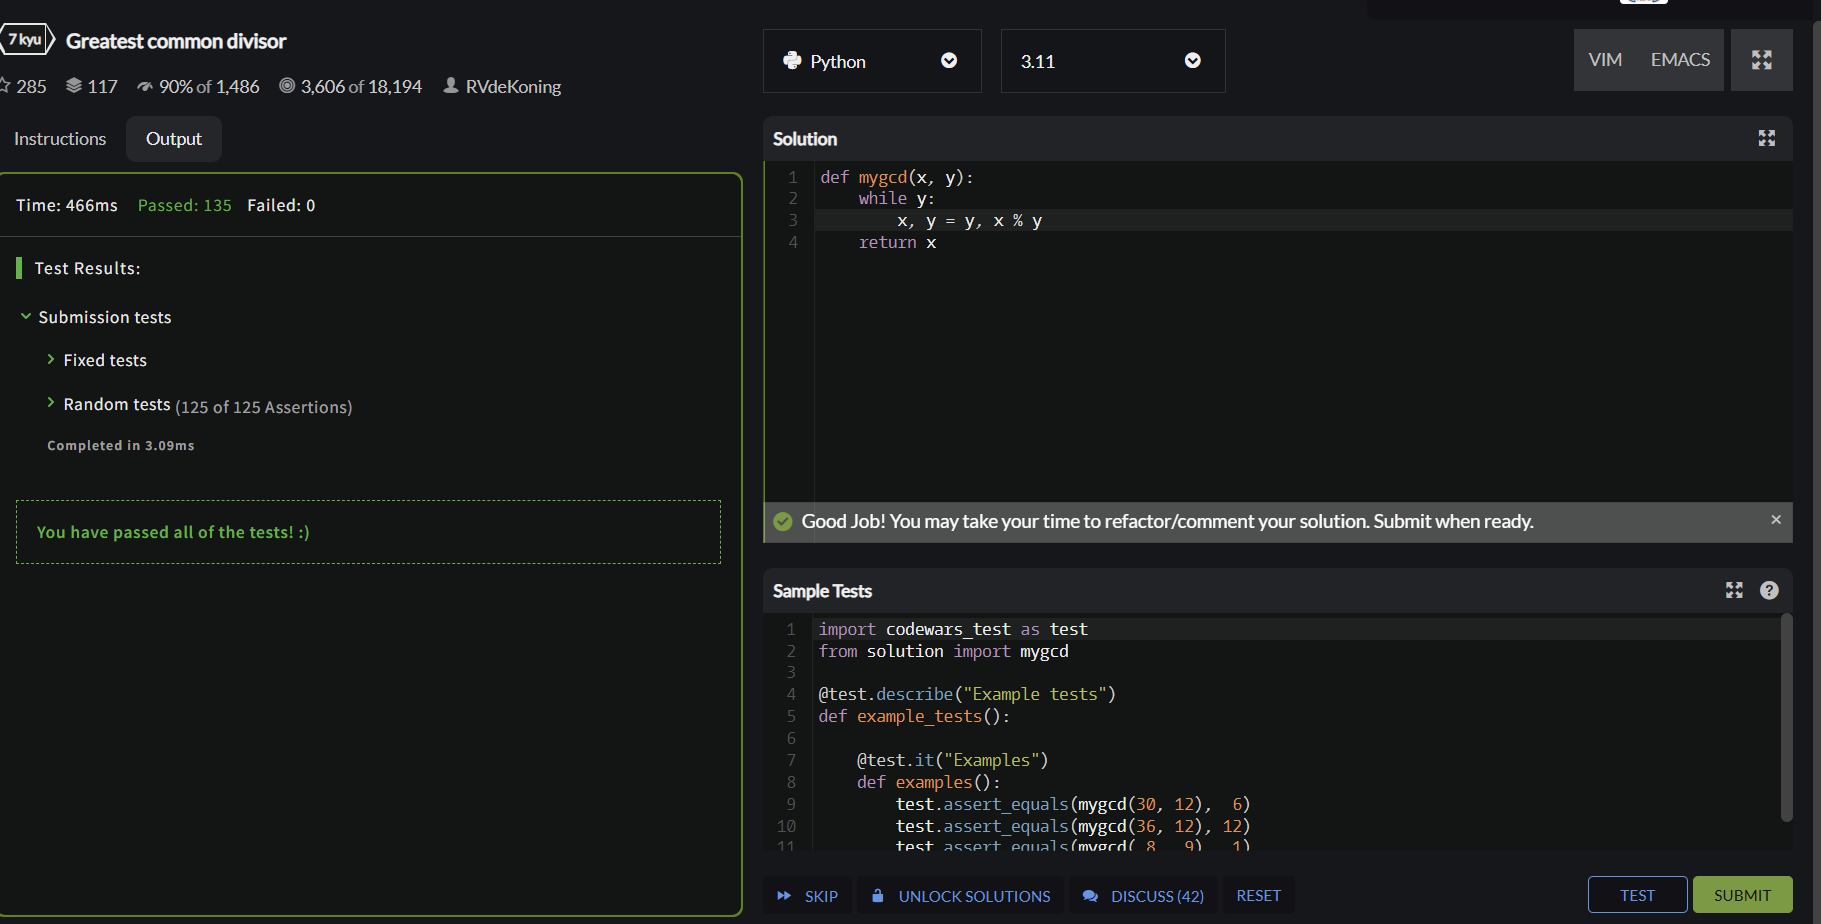 7 kyu Greatest common divisor
285 117 90% of 1,486 3,606 of 18,194 RVdeKoning
Instructions Output
Time: 466ms Passed: 135 Failed: 0
Test Results:
Submission tests
Fixed tests
Random tests (125 of 125 Assertions)
Completed in 3.09ms
You have passed all of the tests! :)
Python 3.11 VIM EMACS
Solution
1 def mygcd(x, y):
2     while y:
3         x, y = y, x % y
4     return x
Good Job! You may take your time to refactor/comment your solution. Submit when ready.
Sample Tests
1 import codewars_test as test
2 from solution import mygcd
3
4 @test.describe("Example tests")
5 def example_tests():
6
7     @test.it("Examples")
8     def examples():
9         test.assert_equals(mygcd(30, 12),  6)
10         test.assert_equals(mygcd(36, 12), 12)
11         test.assert_equals(mygcd( 8,  9),  1)
SKIP UNLOCK SOLUTIONS DISCUSS (42) RESET TEST SUBMIT